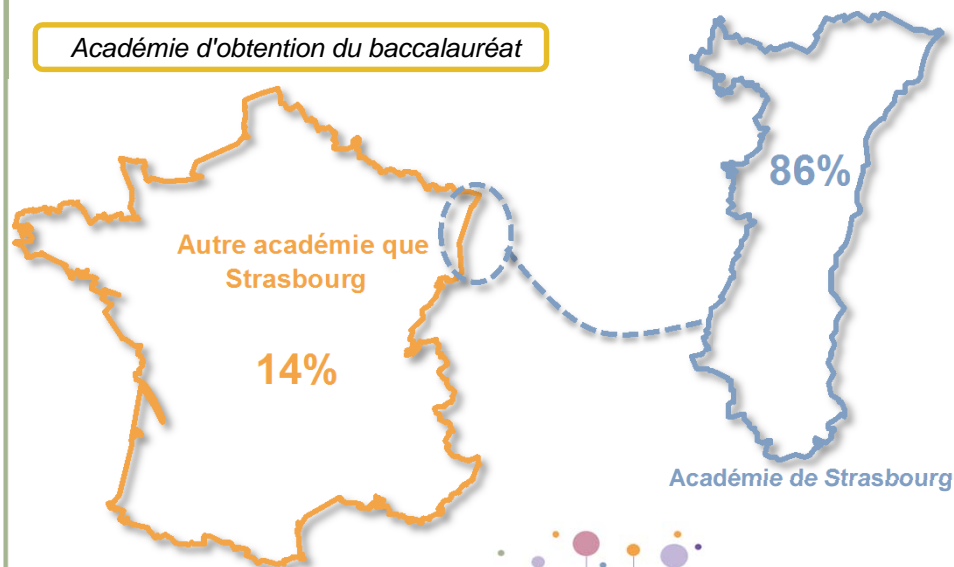 Académie d'obtention du baccalauréat
86%
Autre académie que
Strasbourg
14%
Académie de Strasbourg